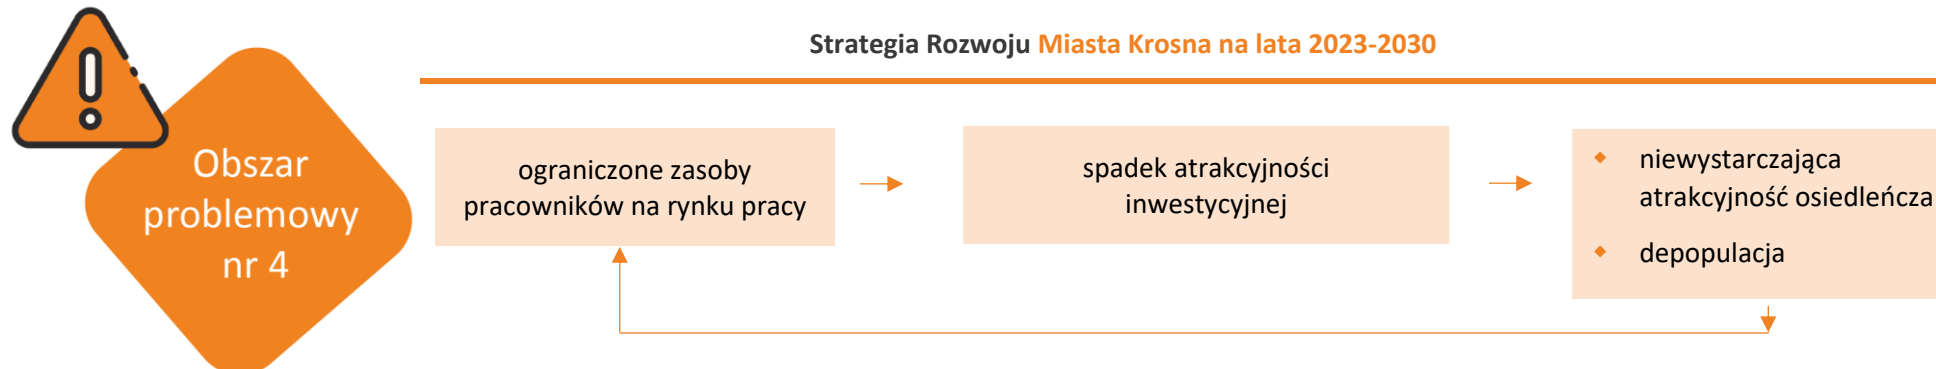 Strategia Rozwoju Miasta Krosna na lata 2023-2030
Obszar
problemowy
nr 4
ograniczone zasoby
pracowników na rynku pracy
spadek atrakcyjności
inwestycyjnej
niewystarczająca
atrakcyjność osiedleńcza
depopulacja